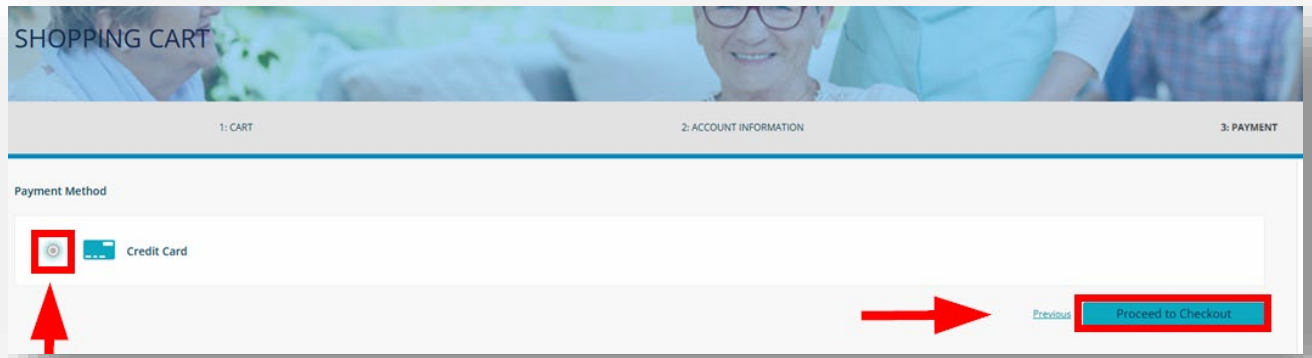 SHOPPING CART
1: CART 2: ACCOUNT INFORMATION 3: PAYMENT
Payment Method
Credit Card
Previous Proceed to Checkout